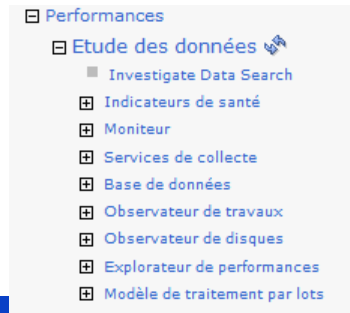 Performances
Etude des données
Investigate Data Search
Indicateurs de santé
Moniteur
Services de collecte
Base de données
Observateur de travaux
Observateur de disques
Explorateur de performances
Modèle de traitement par lots